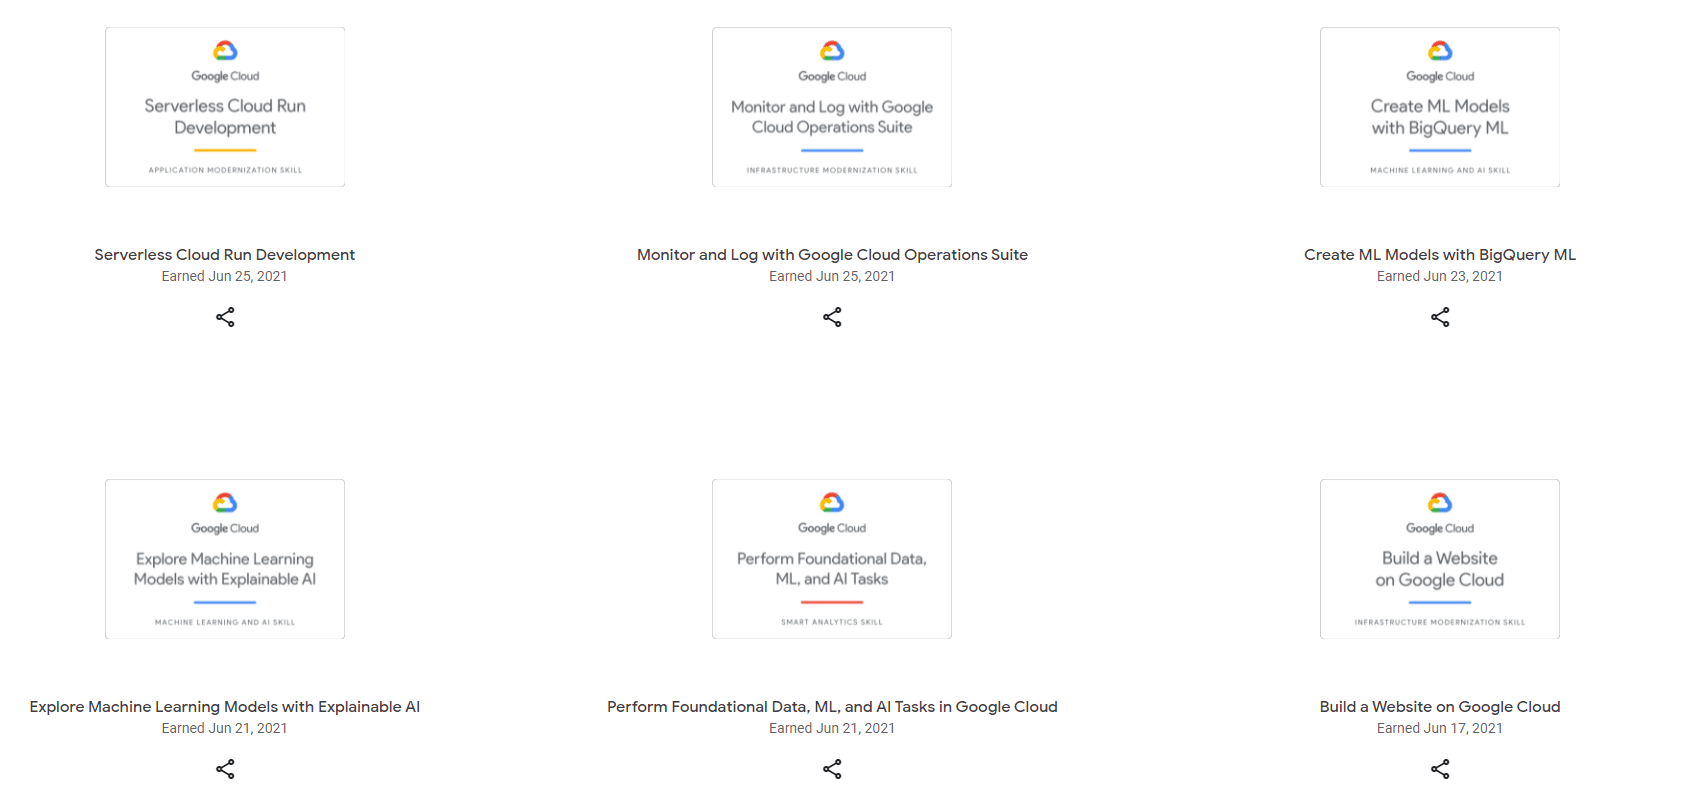 Google Cloud
Serverless Cloud Run
Development
APPLICATION MODERNIZATION SKILL
Serverless Cloud Run Development
Earned Jun 25, 2021
Google Cloud
Monitor and Log with Google
Cloud Operations Suite
INFRASTRUCTURE MODERNIZATION SKILL
Monitor and Log with Google Cloud Operations Suite
Earned Jun 25, 2021
Google Cloud
Create ML Models
with BigQuery ML
MACHINE LEARNING AND AI SKILL
Create ML Models with BigQuery ML
Earned Jun 23, 2021
Google Cloud
Explore Machine Learning
Models with Explainable AI
MACHINE LEARNING AND AI SKILL
Explore Machine Learning Models with Explainable AI
Earned Jun 21, 2021
Google Cloud
Perform Foundational Data,
ML, and AI Tasks
SMART ANALYTICS SKILL
Perform Foundational Data, ML, and AI Tasks in Google Cloud
Earned Jun 21, 2021
Google Cloud
Build a Website
on Google Cloud
INFRASTRUCTURE MODERNIZATION SKILL
Build a Website on Google Cloud
Earned Jun 17, 2021